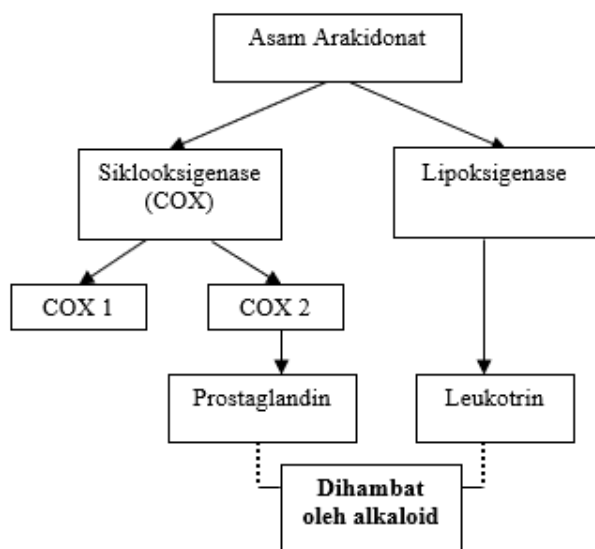 Asam Arakidonat
Siklooksigenase
(COX)
Lipoksigenase
COX 1
COX 2
Prostaglandin
Leukotrin
Dihambat
oleh alkaloid